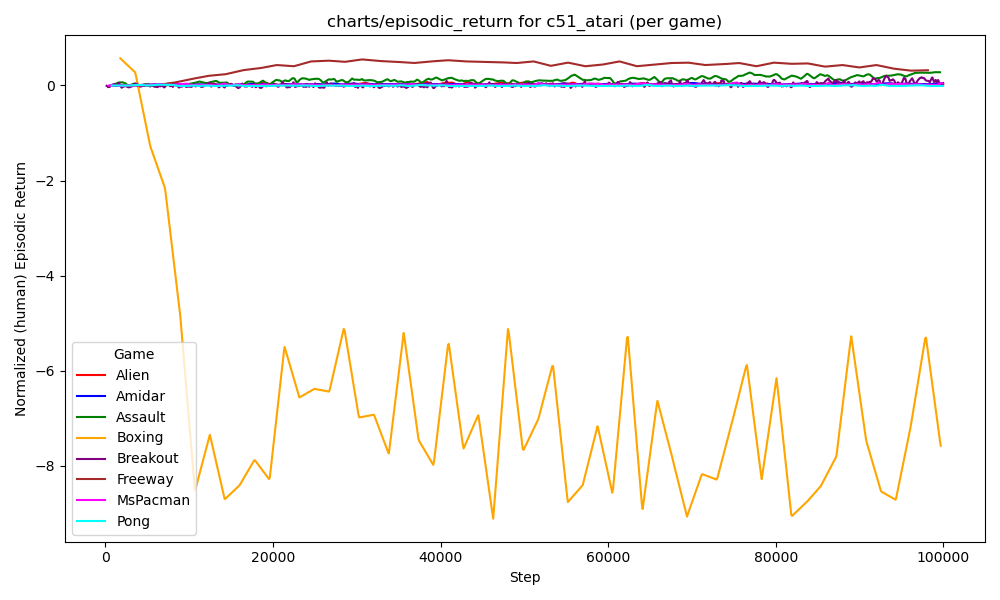 charts/episodic_return for c51_atari (per game)
Normalized (human) Episodic Return
0
−2
−4
−6
−8
Game
Alien
Amidar
Assault
Boxing
Breakout
Freeway
MsPacman
Pong
0
20000
40000
60000
80000
100000
Step